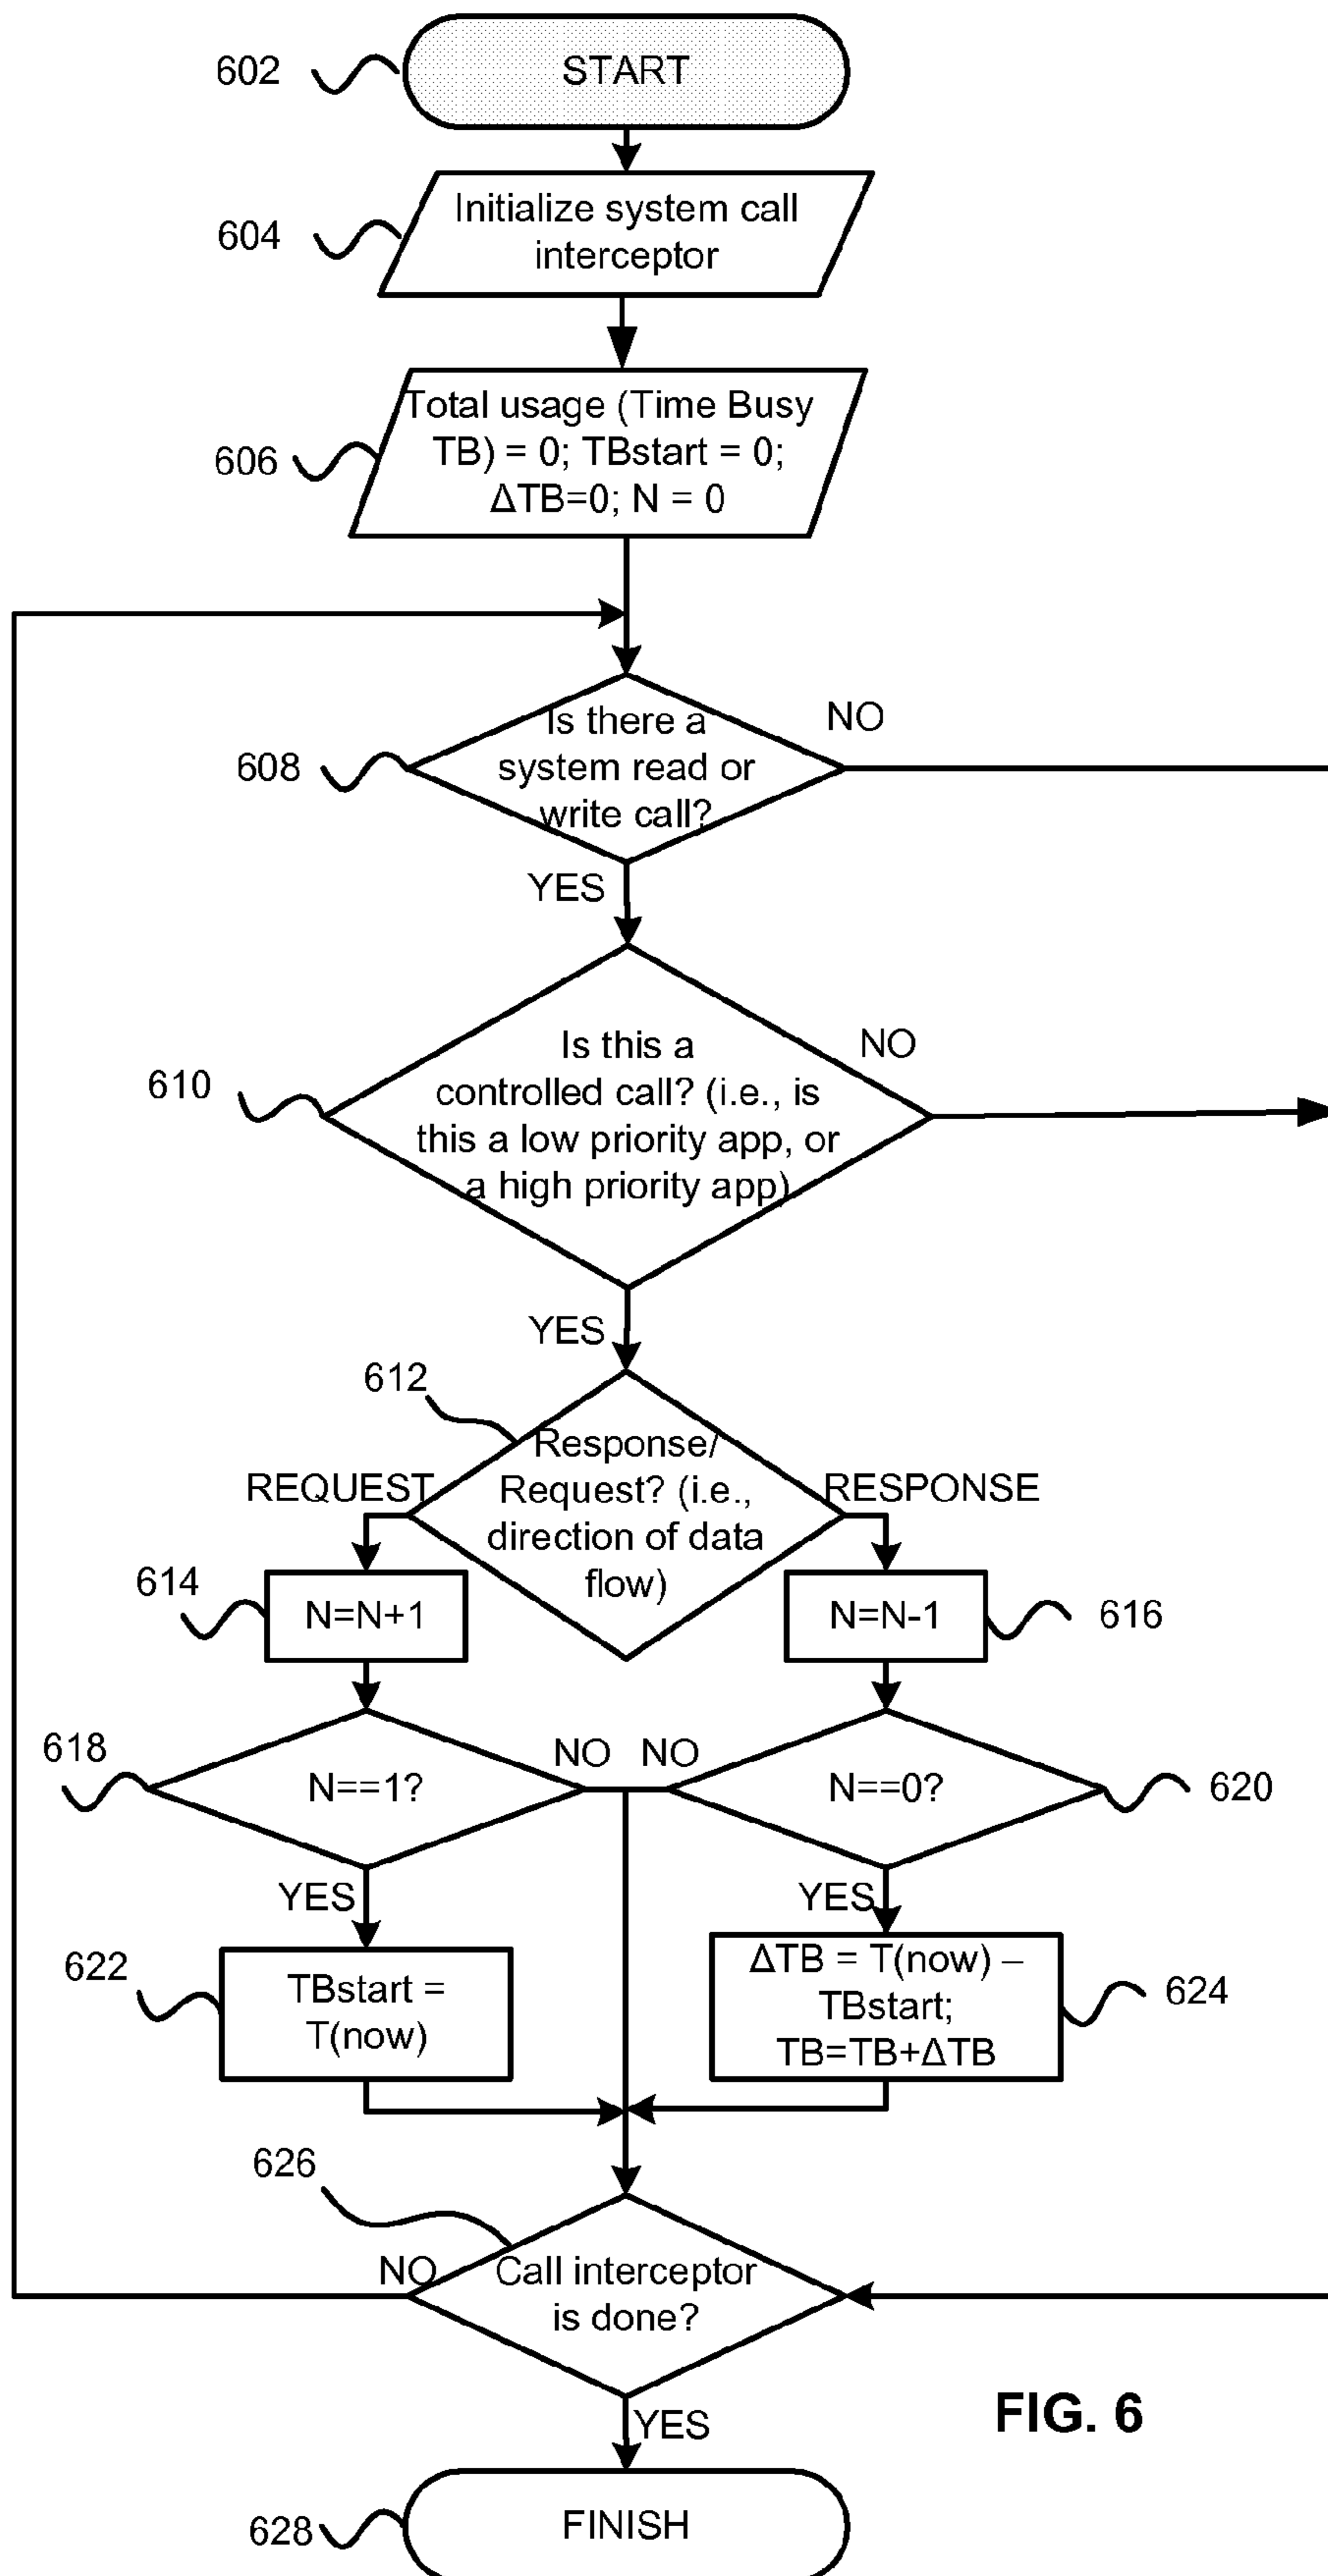 602
START
604
Initialize system call
interceptor
606
Total usage (Time Busy
TB) = 0; TBstart = 0;
ΔTB=0; N = 0
608
Is there a
system read or
write call?
NO
YES
610
Is this a
controlled call? (i.e., is
this a low priority app, or
a high priority app)
NO
YES
612
Response/
Request? (i.e.,
direction of data
flow)
REQUEST
RESPONSE
614
N=N+1
N=N-1
616
618
N==1?
NO
NO
N==0?
620
YES
YES
622
TBstart =
T(now)
ΔTB = T(now) –
TBstart;
TB=TB+ΔTB
624
626
NO
Call interceptor
is done?
YES
FIG. 6
628
FINISH